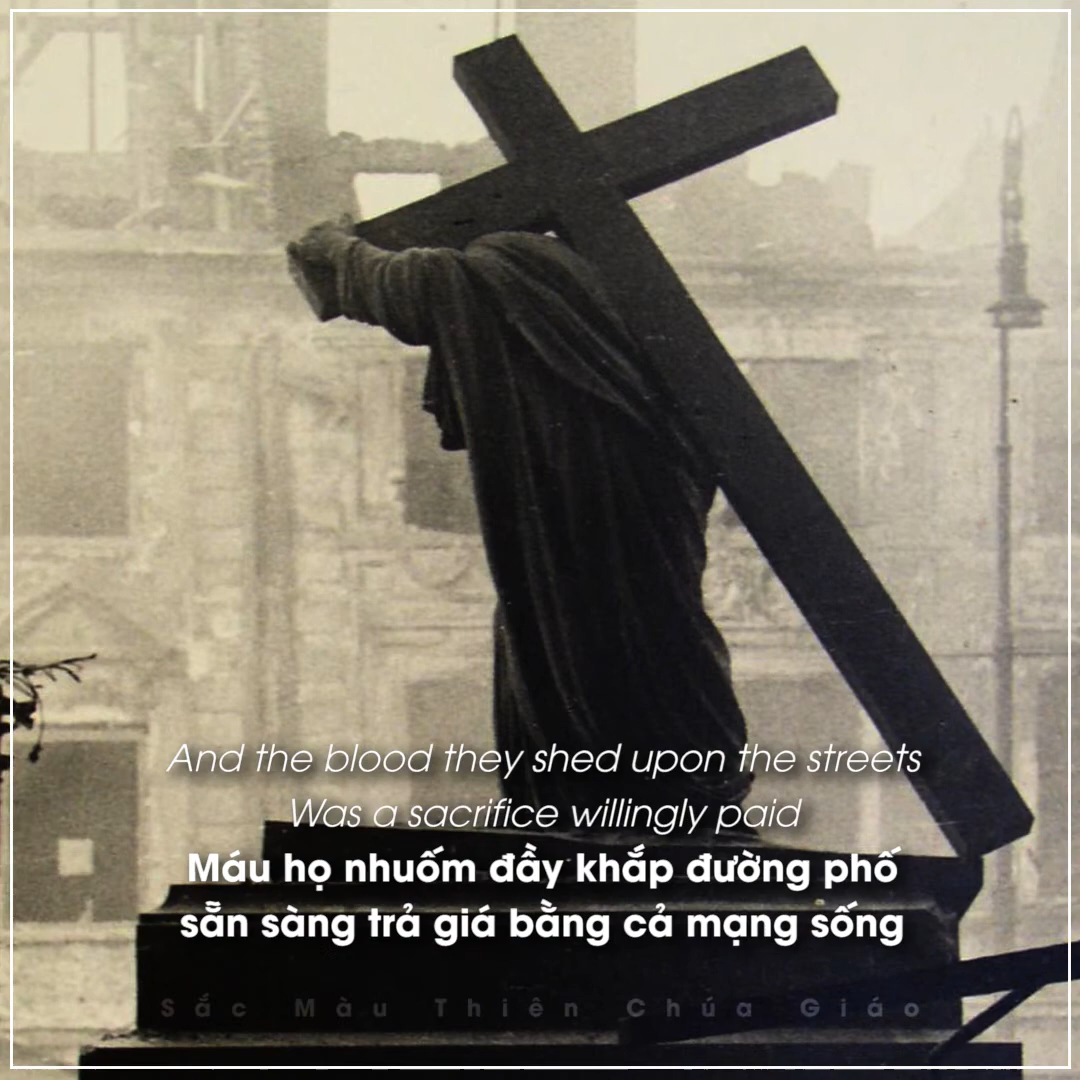 And the blood they shed upon the streets
Was a sacrifice willingly paid
Máu họ nhuốm đầy khắp đường phố
sẵn sàng trả giá bằng cả mạng sống
Sắc Màu Thiên Chúa Giáo